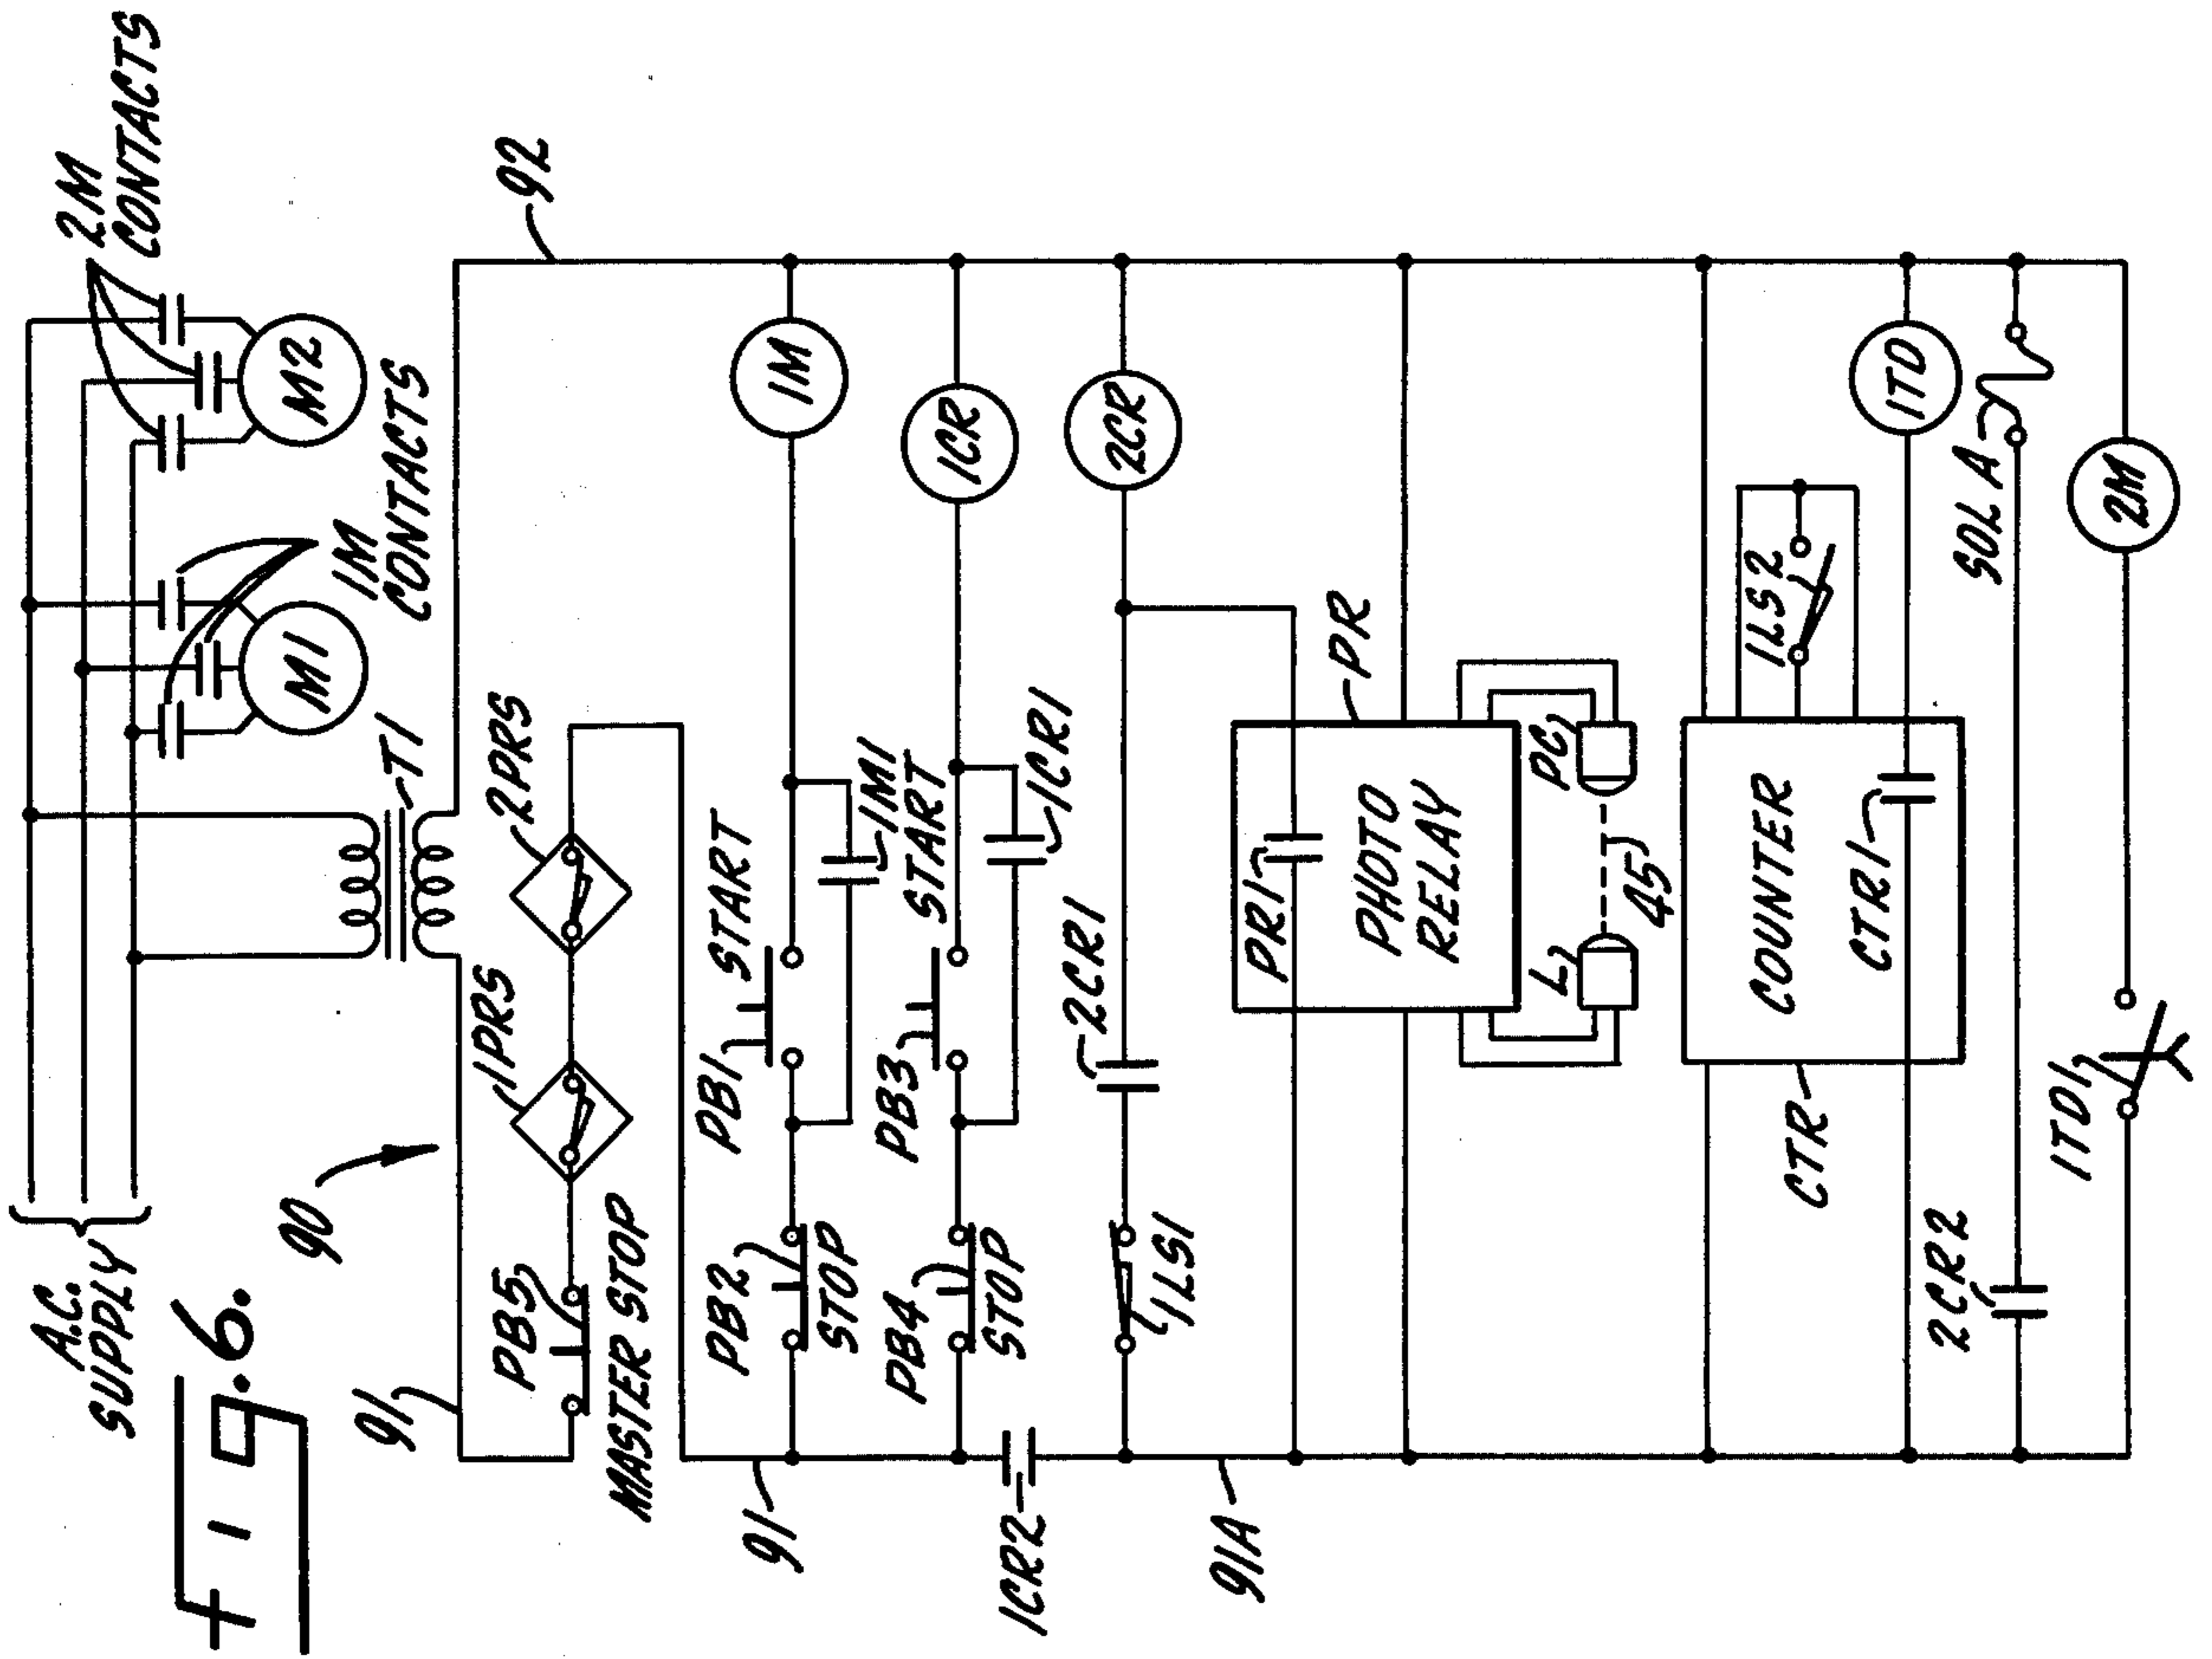 Fig. 6.
A.C.
SUPPLY
2M
CONTACTS
M2
1M
CONTACTS
M1
T1
90
91
92
PB5
MASTER STOP
1PRS
2PRS
91
PB2
STOP
PB1
START
1M1
1M
PB4
STOP
PB3
START
1CR1
1CR
1CR2
1LS1
2CR1
2CR
91A
PR1
PR
PHOTO
RELAY
L
45
PC
CTR
COUNTER
1LS2
CTR1
1TD
2CR2
SOL A
1TD1
2M